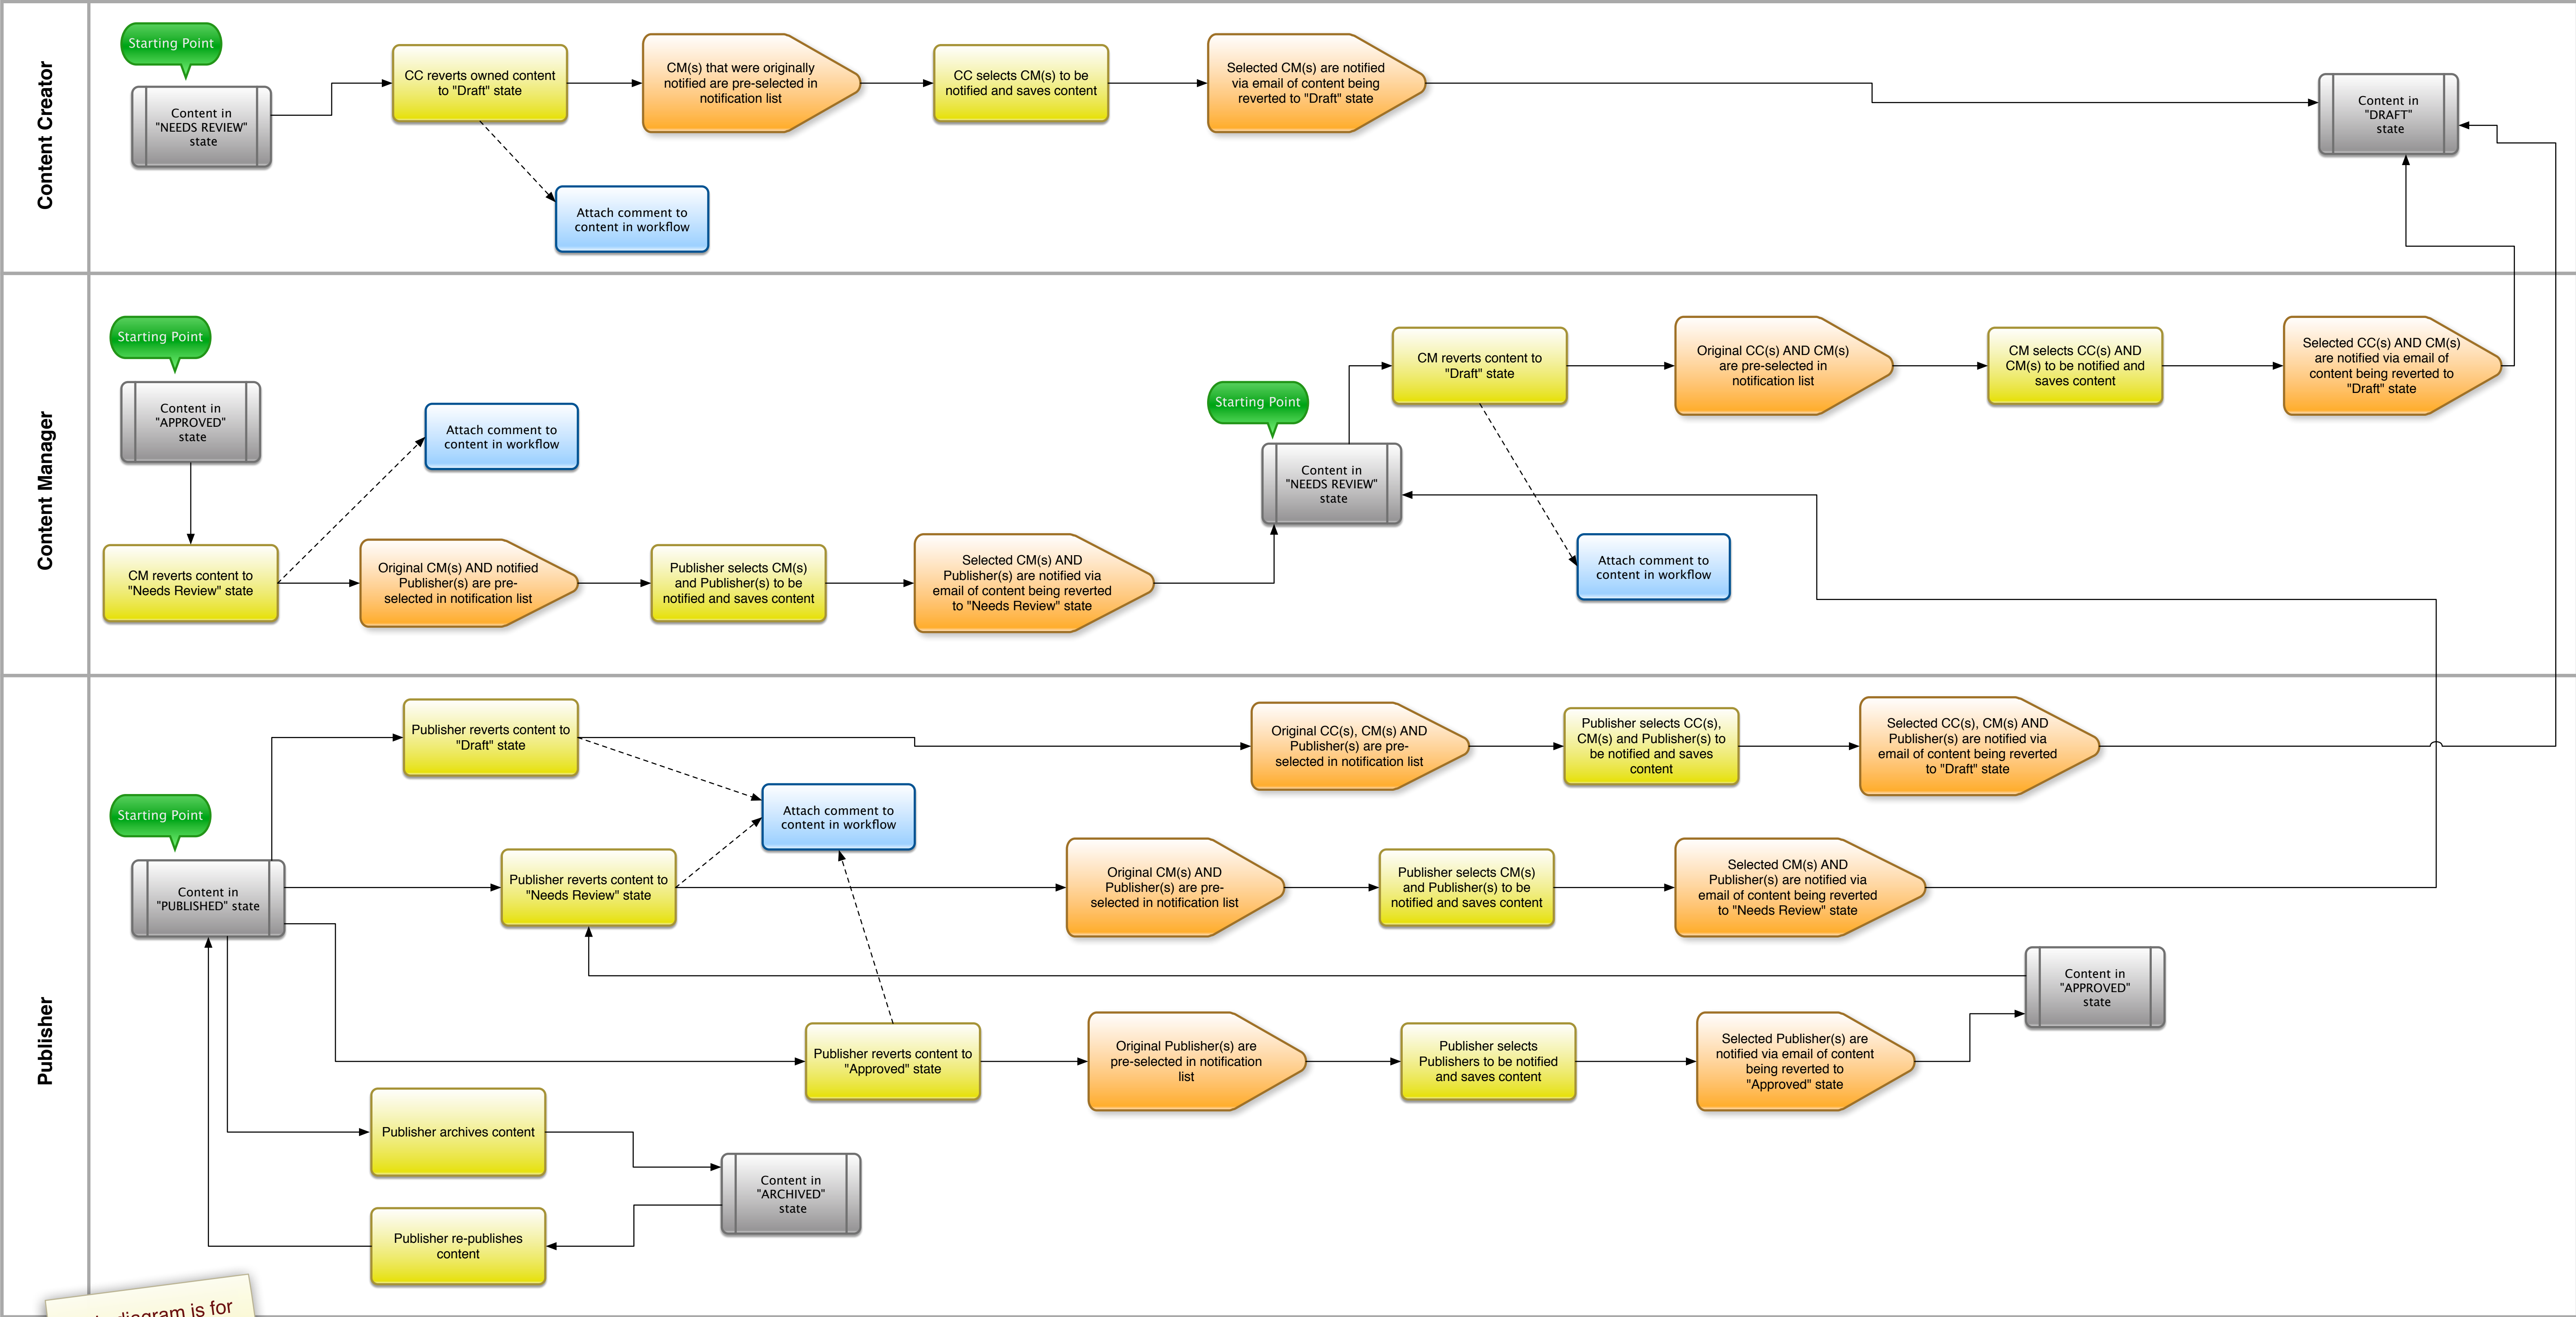 Content Creator
Starting Point
Content in
"NEEDS REVIEW"
state
CC reverts owned content
to "Draft" state
CM(s) that were originally
notified are pre-selected in
notification list
CC selects CM(s) to be
notified and saves content
Selected CM(s) are notified
via email of content being
reverted to "Draft" state
Content in
"DRAFT"
state
Attach comment to
content in workflow
Content Manager
Starting Point
Content in
"APPROVED"
state
Attach comment to
content in workflow
CM reverts content to
"Needs Review" state
Original CM(s) AND notified
Publisher(s) are pre-
selected in notification list
Publisher selects CM(s)
and Publisher(s) to be
notified and saves content
Selected CM(s) AND
Publisher(s) are notified via
email of content being reverted
to "Needs Review" state
Starting Point
Content in
"NEEDS REVIEW"
state
CM reverts content to
"Draft" state
Original CC(s) AND CM(s)
are pre-selected in
notification list
CM selects CC(s) AND
CM(s) to be notified and
saves content
Selected CC(s) AND CM(s)
are notified via email of
content being reverted to
"Draft" state
Attach comment to
content in workflow
Publisher
Publisher reverts content to
"Draft" state
Original CC(s), CM(s) AND
Publisher(s) are pre-
selected in notification list
Publisher selects CC(s),
CM(s) and Publisher(s) to
be notified and saves
content
Selected CC(s), CM(s) AND
Publisher(s) are notified via
email of content being reverted
to "Draft" state
Starting Point
Attach comment to
content in workflow
Content in
"PUBLISHED" state
Publisher reverts content to
"Needs Review" state
Original CM(s) AND
Publisher(s) are pre-
selected in notification list
Publisher selects CM(s)
and Publisher(s) to be
notified and saves content
Selected CM(s) AND
Publisher(s) are notified via
email of content being reverted
to "Needs Review" state
Content in
"APPROVED"
state
Publisher reverts content to
"Approved" state
Original Publisher(s) are
pre-selected in notification
list
Publisher selects
Publishers to be notified
and saves content
Selected Publisher(s) are
notified via email of content
being reverted to
"Approved" state
Publisher archives content
Content in
"ARCHIVED"
state
Publisher re-publishes
content
diagram is for